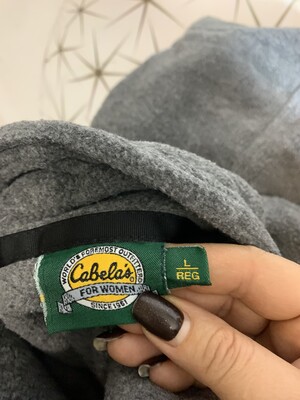 WORLD'S FOREMOST OUTFITTER
Cabela's
FOR WOMEN
SINCE 1961
L
REG